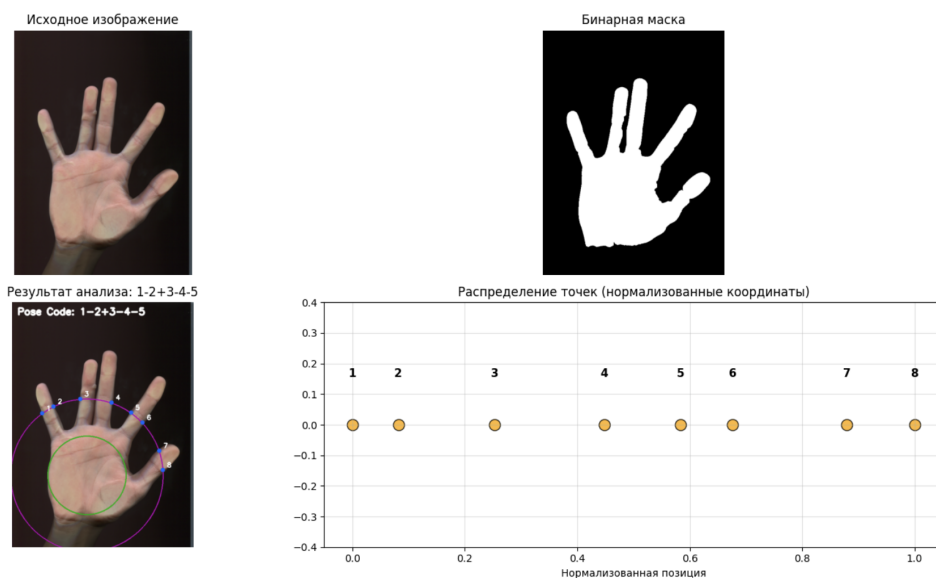 Исходное изображение
Бинарная маска
Результат анализа: 1-2+3-4-5
Pose Code: 1-2+3-4-5
1 2 3 4 5 6 7 8
Распределение точек (нормализованные координаты)
0.4
0.3
0.2
0.1
0.0
−0.1
−0.2
−0.3
−0.4
1 2 3 4 5 6 7 8
0.0 0.2 0.4 0.6 0.8 1.0
Нормализованная позиция